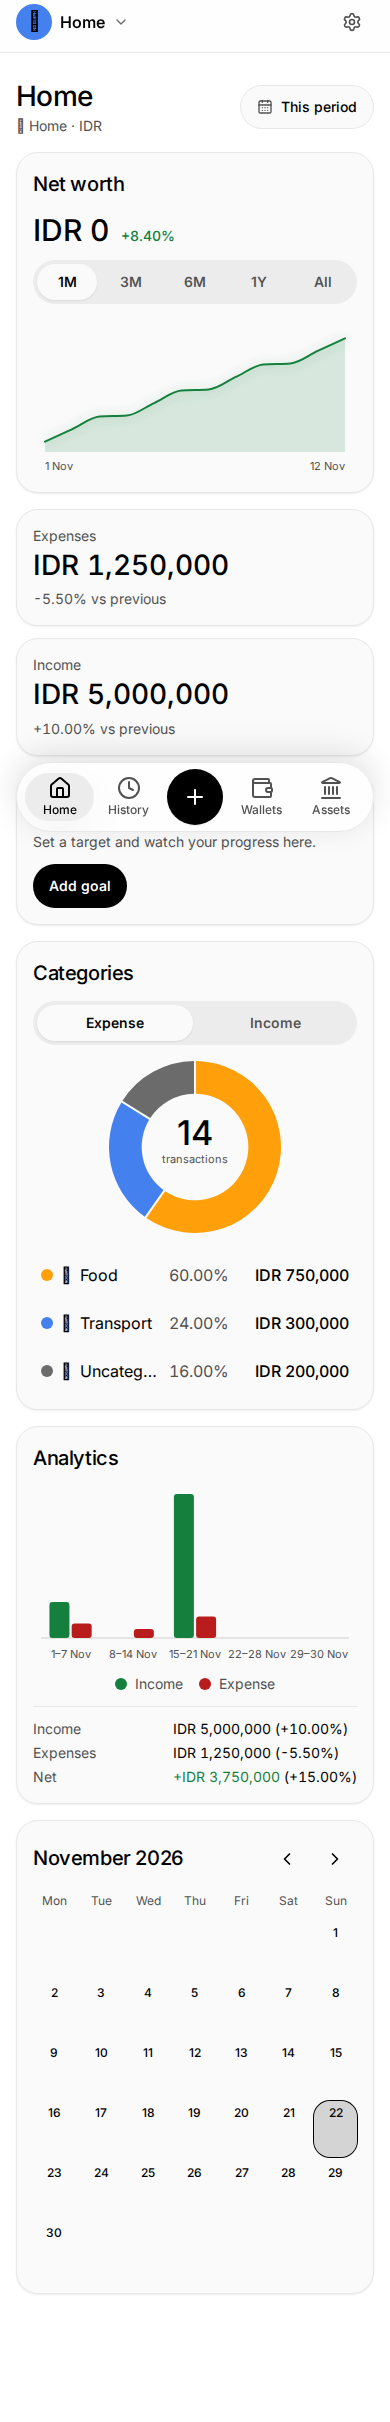 Home
Home
This period
Home · IDR
Net worth
IDR 0 +8.40%
1M 3M 6M 1Y All
1 Nov 12 Nov
Expenses
IDR 1,250,000
-5.50% vs previous
Income
IDR 5,000,000
+10.00% vs previous
Home History Wallets Assets
Set a target and watch your progress here.
Add goal
Categories
Expense Income
14
transactions
Food 60.00% IDR 750,000
Transport 24.00% IDR 300,000
Uncateg... 16.00% IDR 200,000
Analytics
1–7 Nov 8–14 Nov 15–21 Nov 22–28 Nov 29–30 Nov
Income Expense
Income IDR 5,000,000 (+10.00%)
Expenses IDR 1,250,000 (-5.50%)
Net +IDR 3,750,000 (+15.00%)
November 2026
Mon Tue Wed Thu Fri Sat Sun
1
2 3 4 5 6 7 8
9 10 11 12 13 14 15
16 17 18 19 20 21 22
23 24 25 26 27 28 29
30